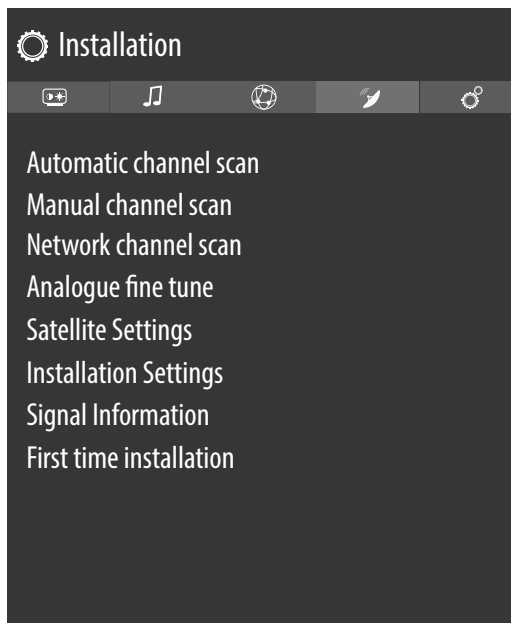 Installation
Automatic channel scan
Manual channel scan
Network channel scan
Analogue fine tune
Satellite Settings
Installation Settings
Signal Information
First time installation